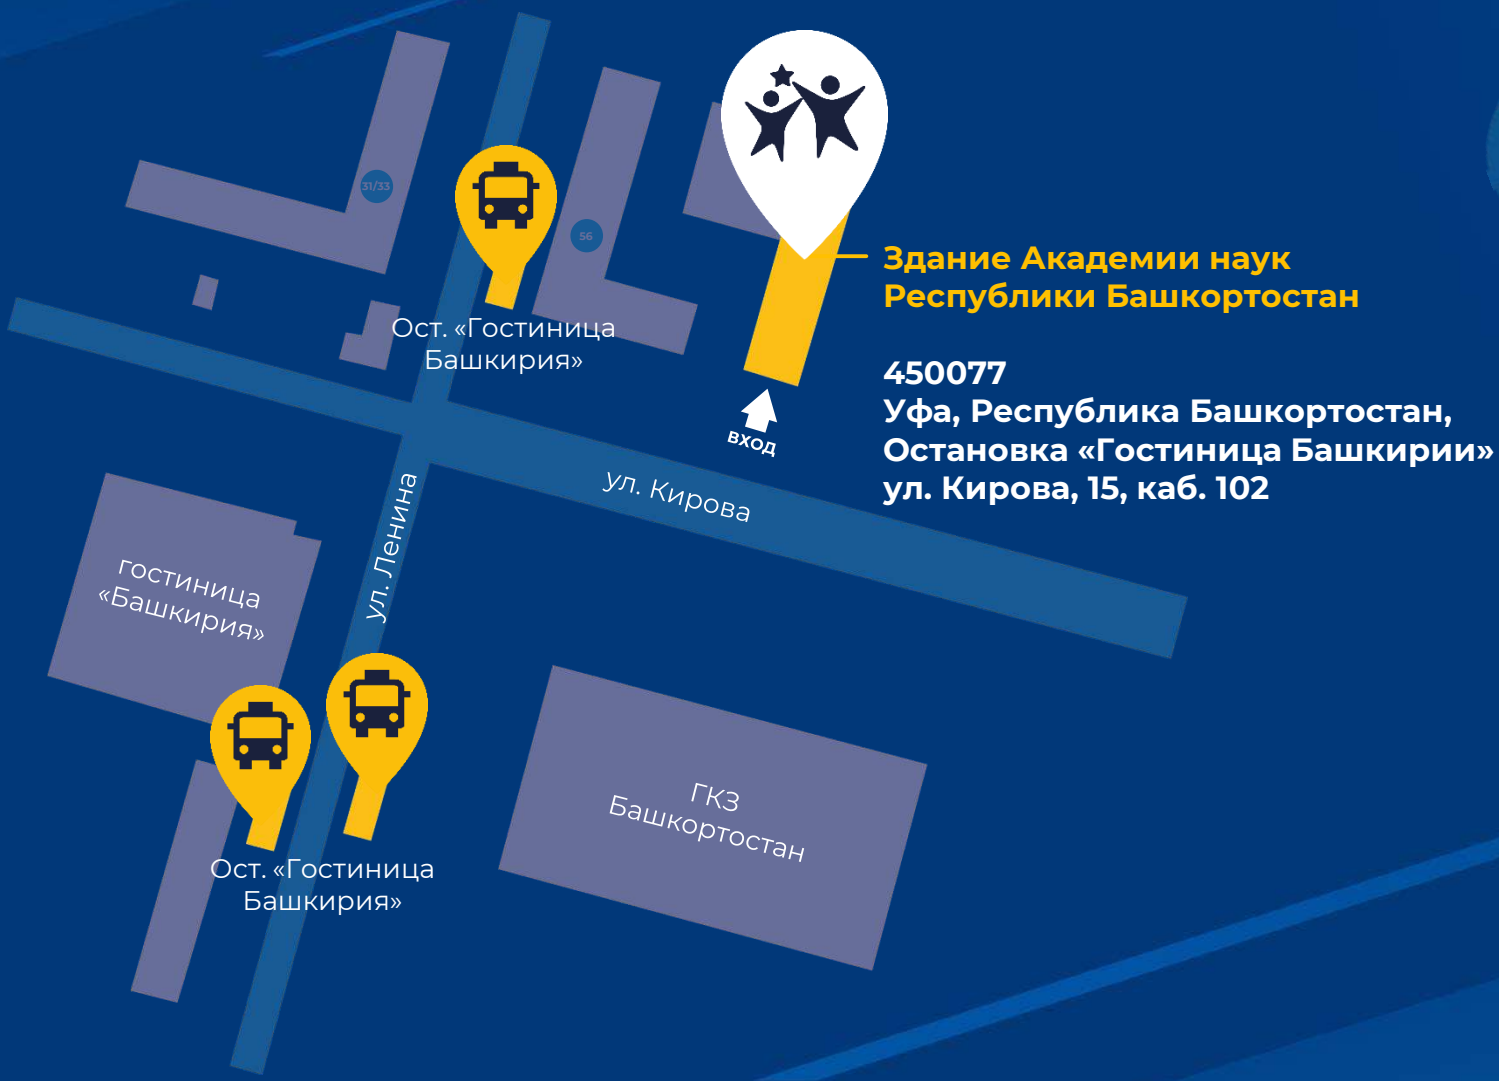 31/33
56
Ост. «Гостиница
Башкирия»
Здание Академии наук
Республики Башкортостан
450077
Уфа, Республика Башкортостан,
Остановка «Гостиница Башкирии»
ул. Кирова, 15, каб. 102
вход
ул. Кирова
ул. Ленина
гостиница
«Башкирия»
ГКЗ
Башкортостан
Ост. «Гостиница
Башкирия»